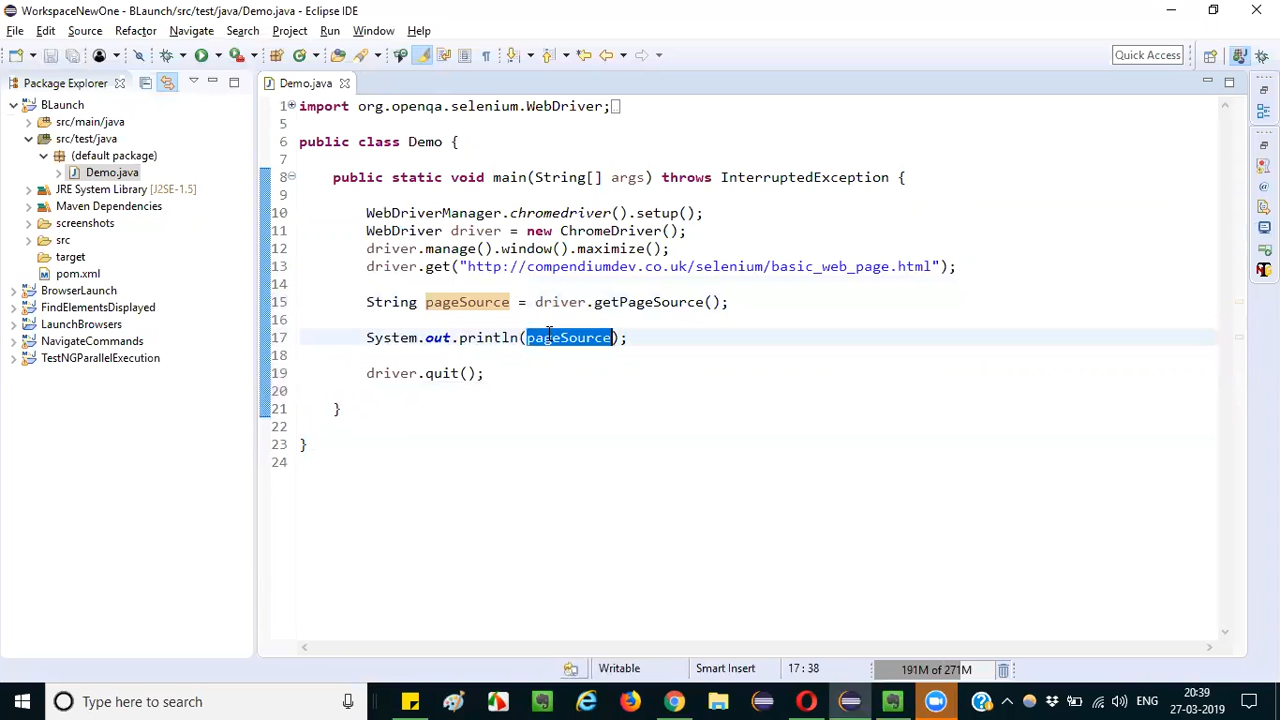 WorkspaceNewOne - BLaunch/src/test/java/Demo.java - Eclipse IDE
File Edit Source Refactor Navigate Search Project Run Window Help
Quick Access
Package Explorer
BLaunch
src/main/java
src/test/java
(default package)
Demo.java
JRE System Library [J2SE-1.5]
Maven Dependencies
screenshots
src
target
pom.xml
BrowserLaunch
FindElementsDisplayed
LaunchBrowsers
NavigateCommands
TestNGParallelExecution
Demo.java
1 import org.openqa.selenium.WebDriver;
5
6 public class Demo {
7
8 public static void main(String[] args) throws InterruptedException {
9
10 WebDriverManager.chromedriver().setup();
11 WebDriver driver = new ChromeDriver();
12 driver.manage().window().maximize();
13 driver.get("http://compendiumdev.co.uk/selenium/basic_web_page.html");
14
15 String pageSource = driver.getPageSource();
16
17 System.out.println(pageSource);
18
19 driver.quit();
20
21 }
22
23 }
24
Writable Smart Insert 17 : 38 191M of 271M
Type here to search
ENG
20:39
27-03-2019